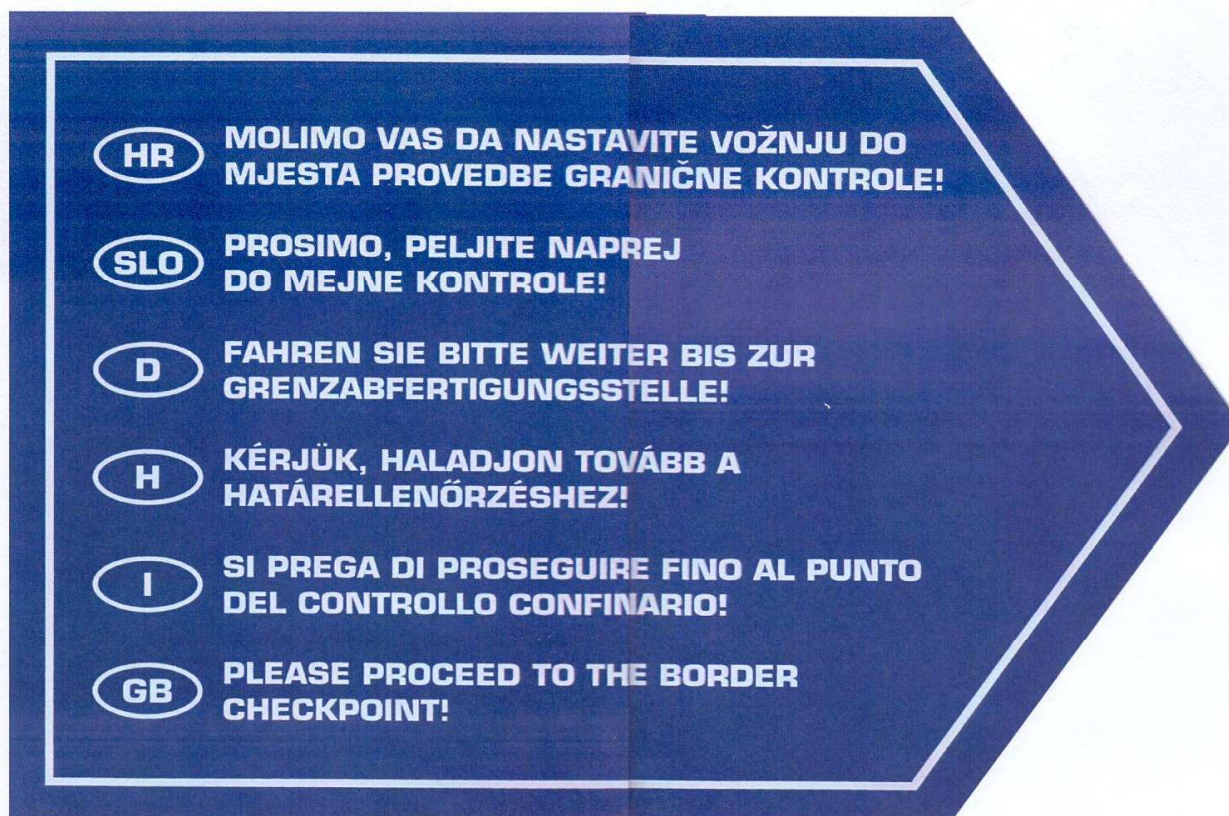 HR MOLIMO VAS DA NASTAVITE VOŽNJU DO
MJESTA PROVEDBE GRANIČNE KONTROLE!
SLO PROSIMO, PELJITE NAPREJ
DO MEJNE KONTROLE!
D FAHREN SIE BITTE WEITER BIS ZUR
GRENZABFERTIGUNGSSTELLE!
H KÉRJÜK, HALADJON TOVÁBB A
HATÁRELLENŐRZÉSHEZ!
I SI PREGA DI PROSEGUIRE FINO AL PUNTO
DEL CONTROLLO CONFINARIO!
GB PLEASE PROCEED TO THE BORDER
CHECKPOINT!